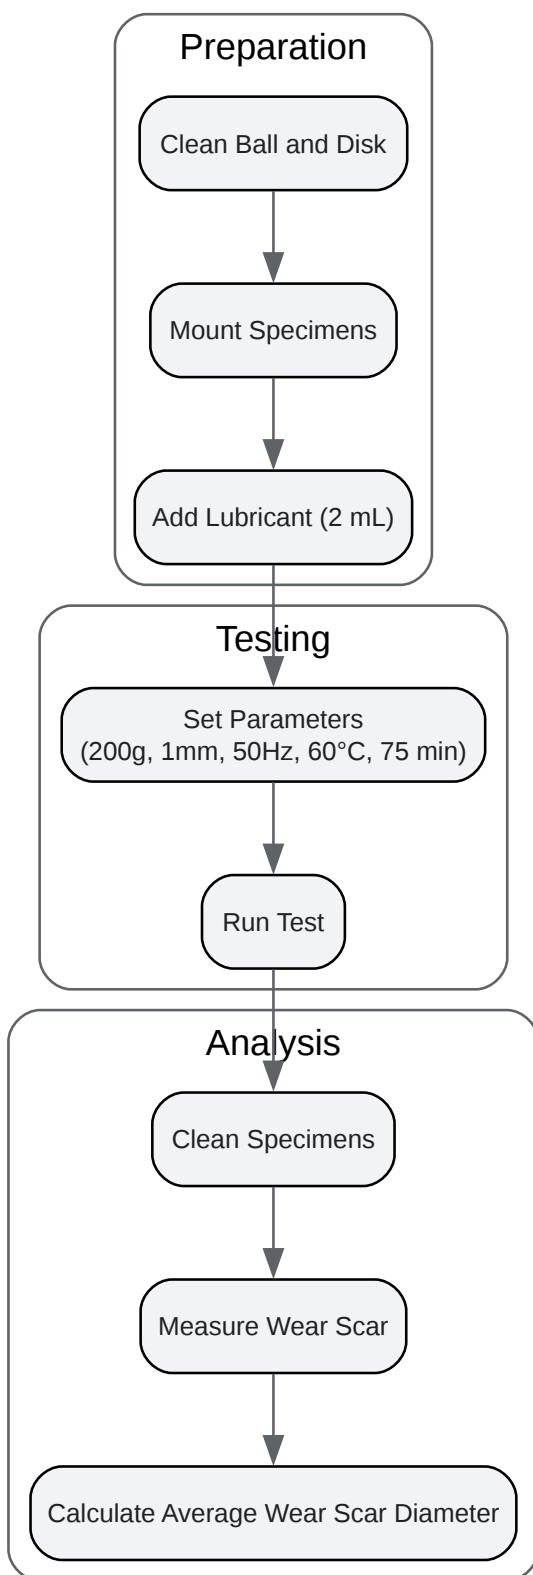 Preparation
Clean Ball and Disk
Mount Specimens
Add Lubricant (2 mL)
Testing
Set Parameters
(200g, 1mm, 50Hz, 60°C, 75 min)
Run Test
Analysis
Clean Specimens
Measure Wear Scar
Calculate Average Wear Scar Diameter